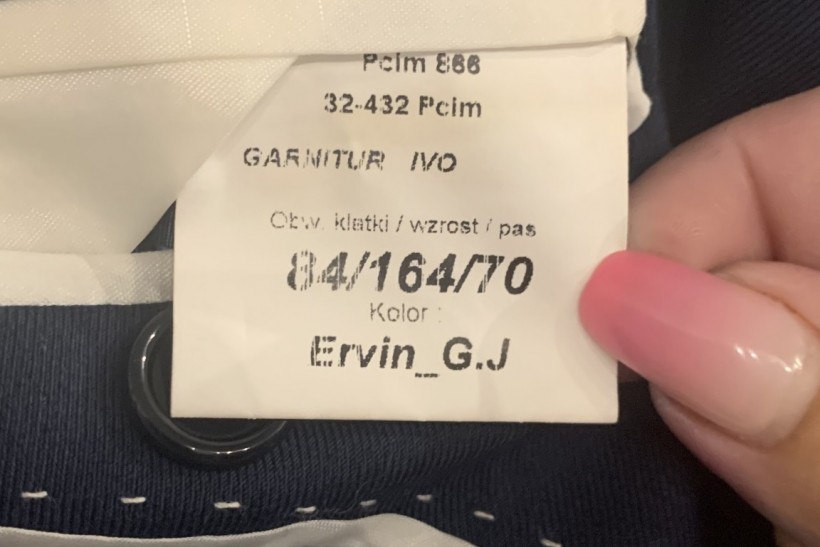 Pcim 866
32-432 Pcim
GARNITUR IVO
Obw. klatki / wzrost / pas
84/164/70
Kolor :
Ervin_G.J